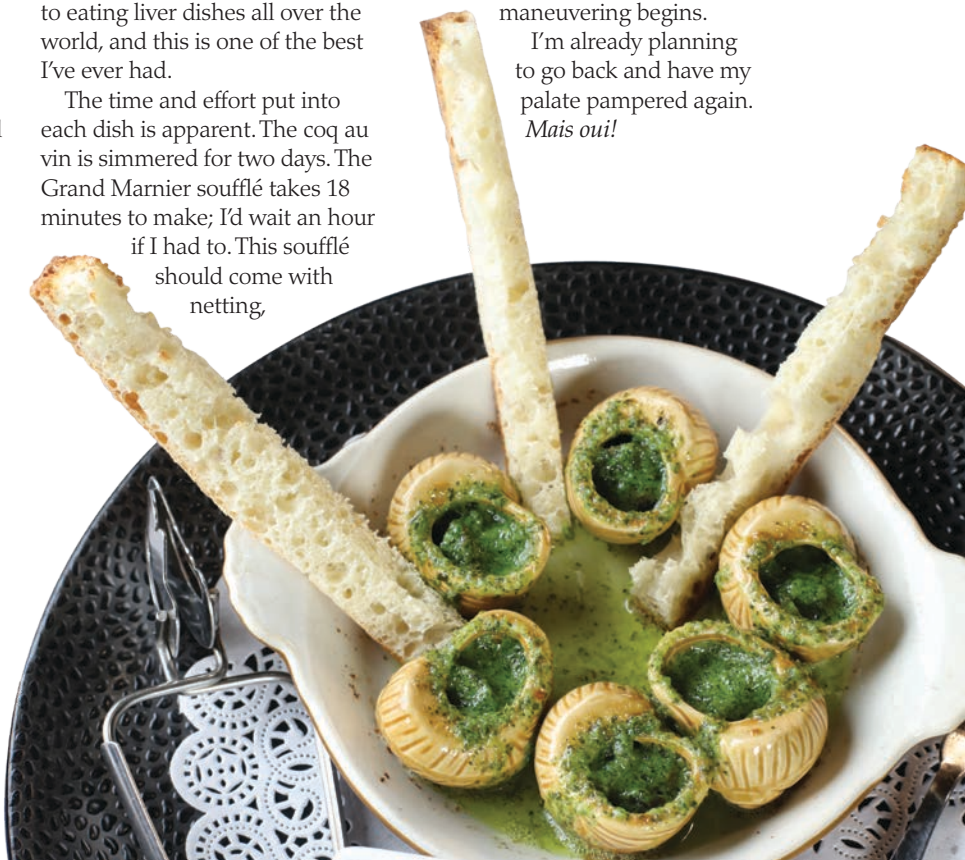 to eating liver dishes all over the
world, and this is one of the best
I've ever had.
The time and effort put into
each dish is apparent. The coq au
vin is simmered for two days. The
Grand Marnier soufflé takes 18
minutes to make; I'd wait an hour
if I had to. This soufflé
should come with
netting,
maneuvering begins.
I'm already planning
to go back and have my
palate pampered again.
Mais oui!